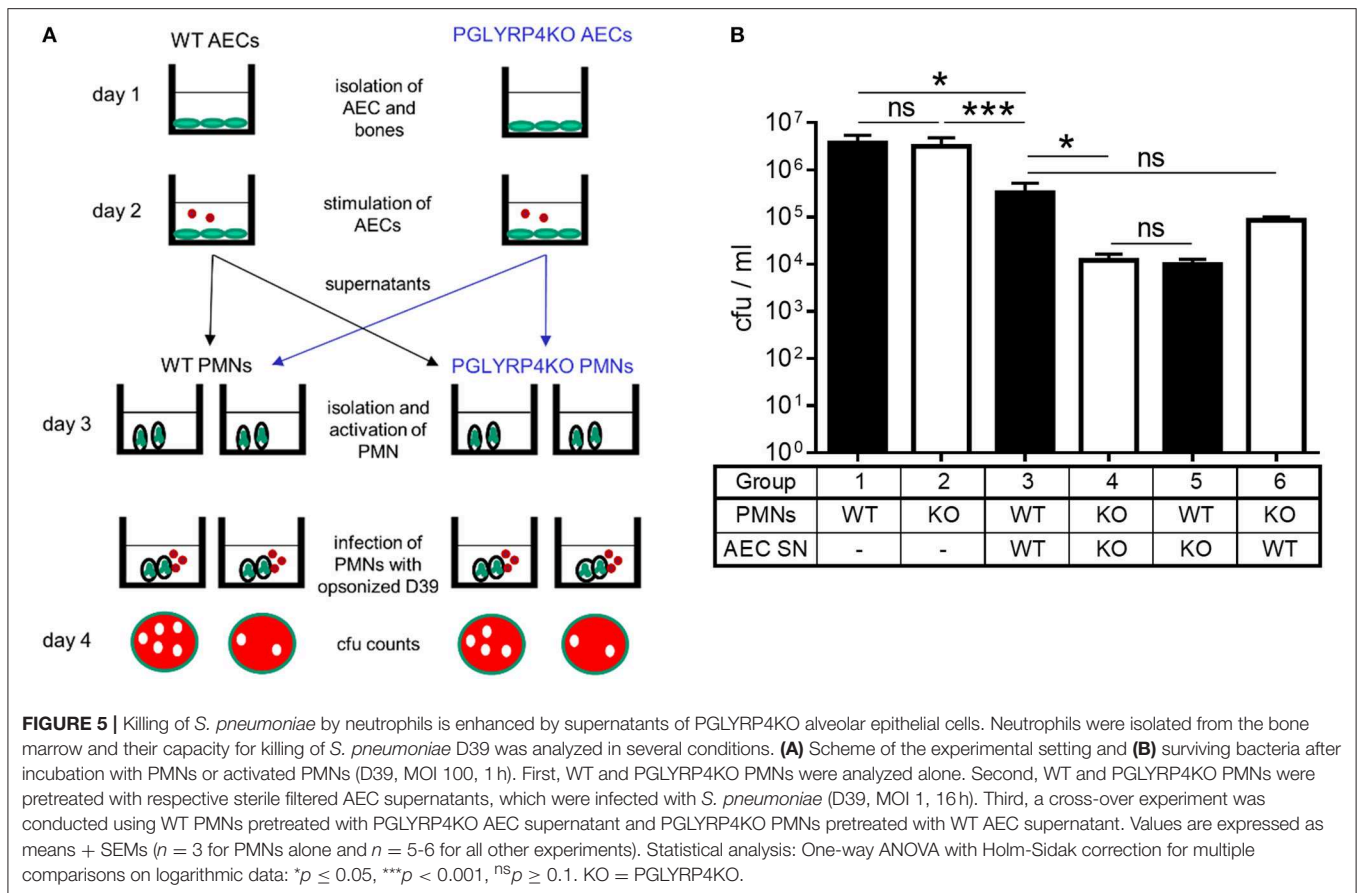 A
WT AECs
PGLYRP4KO AECs
day 1
isolation of
AEC and
bones
day 2
stimulation of
AECs
supernatants
WT PMNs
PGLYRP4KO PMNs
day 3
isolation and
activation of
PMN
infection of
PMNs with
opsonized D39
day 4
cfu counts
B
*
ns
***
*
ns
ns
cfu / ml
10⁷
10⁶
10⁵
10⁴
10³
10²
10¹
10⁰
Group 1 2 3 4 5 6
PMNs WT KO WT KO WT KO
AEC SN - - WT KO KO WT
FIGURE 5 | Killing of S. pneumoniae by neutrophils is enhanced by supernatants of PGLYRP4KO alveolar epithelial cells. Neutrophils were isolated from the bone
marrow and their capacity for killing of S. pneumoniae D39 was analyzed in several conditions. (A) Scheme of the experimental setting and (B) surviving bacteria after
incubation with PMNs or activated PMNs (D39, MOI 100, 1 h). First, WT and PGLYRP4KO PMNs were analyzed alone. Second, WT and PGLYRP4KO PMNs were
pretreated with respective sterile filtered AEC supernatants, which were infected with S. pneumoniae (D39, MOI 1, 16 h). Third, a cross-over experiment was
conducted using WT PMNs pretreated with PGLYRP4KO AEC supernatant and PGLYRP4KO PMNs pretreated with WT AEC supernatant. Values are expressed as
means + SEMs (n = 3 for PMNs alone and n = 5-6 for all other experiments). Statistical analysis: One-way ANOVA with Holm-Sidak correction for multiple
comparisons on logarithmic data: *p ≤ 0.05, ***p < 0.001, ⁿˢp ≥ 0.1. KO = PGLYRP4KO.